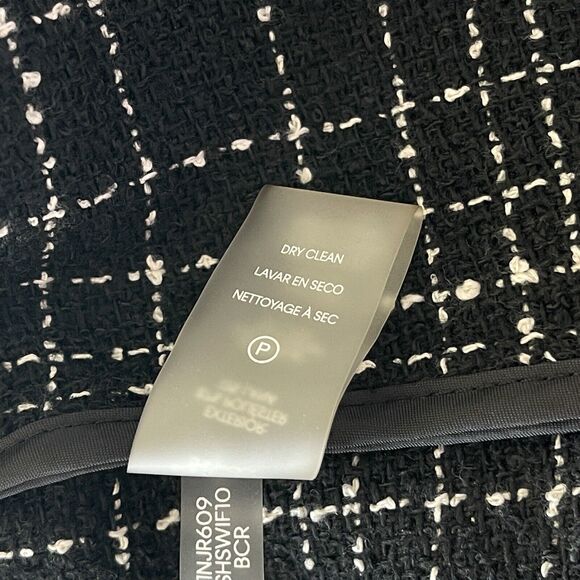 DRY CLEAN
LAVAR EN SECO
NETTOYAGE À SEC
P
INJR609
SHSWIF10
BCR